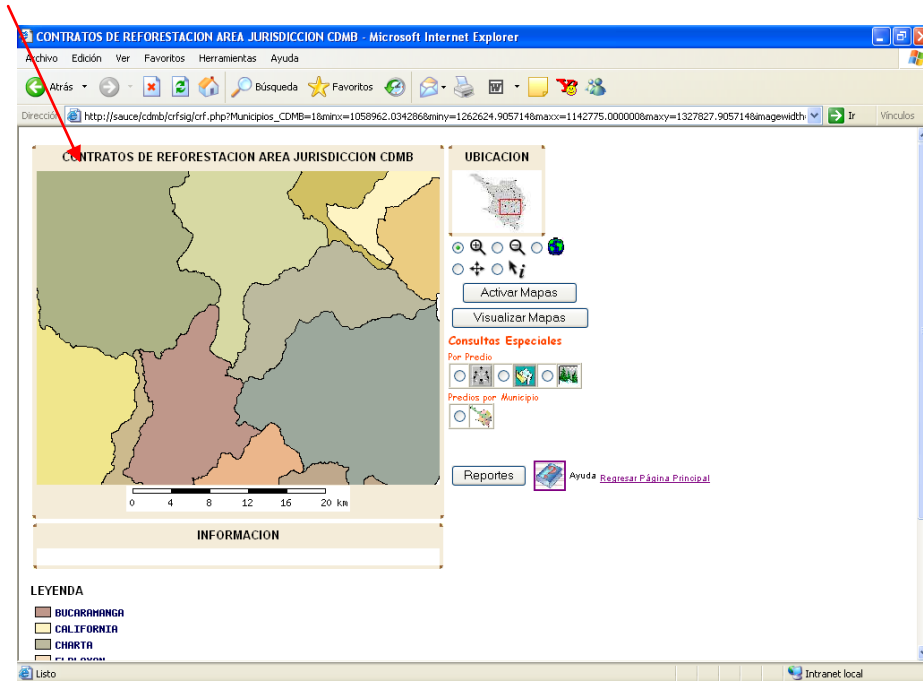 CONTRATOS DE REFORESTACION AREA JURISDICCION CDMB - Microsoft Internet Explorer
Archivo Edición Ver Favoritos Herramientas Ayuda
Atrás Búsqueda Favoritos
Dirección http://sauce/cdmb/crfsig/crf.php?Municipios_CDMB=1&minx=1058962.034286&miny=1262624.905714&maxx=1142775.000000&maxy=1327827.905714&imagewidth Ir Vínculos
CONTRATOS DE REFORESTACION AREA JURISDICCION CDMB
UBICACION
Activar Mapas
Visualizar Mapas
Consultas Especiales
Por Predio
Predios por Municipio
Reportes Ayuda Regresar Página Principal
0 4 8 12 16 20 km
INFORMACION
LEYENDA
BUCARAMANGA
CALIFORNIA
CHARTA
Listo Intranet local